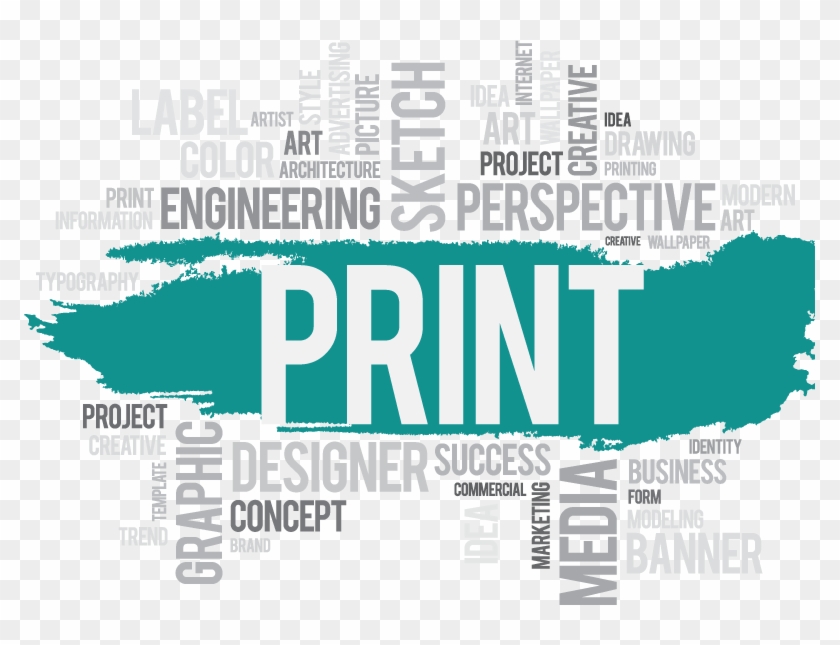 LABEL
ARTIST
STYLE
ADVERTISING
PICTURE
SKETCH
ART
COLOR
ARCHITECTURE
PRINT
INFORMATION
ENGINEERING
IDEA
INTERNET
WALLPAPER
CREATIVE
IDEA
ART
DRAWING
PROJECT
PRINTING
PERSPECTIVE
MODERN
ART
CREATIVE
WALLPAPER
TYPOGRAPHY
PRINT
PROJECT
CREATIVE
TEMPLATE
TREND
GRAPHIC
DESIGNER
CONCEPT
BRAND
SUCCESS
COMMERCIAL
IDEA
MARKETING
MEDIA
IDENTITY
BUSINESS
FORM
MODELING
BANNER